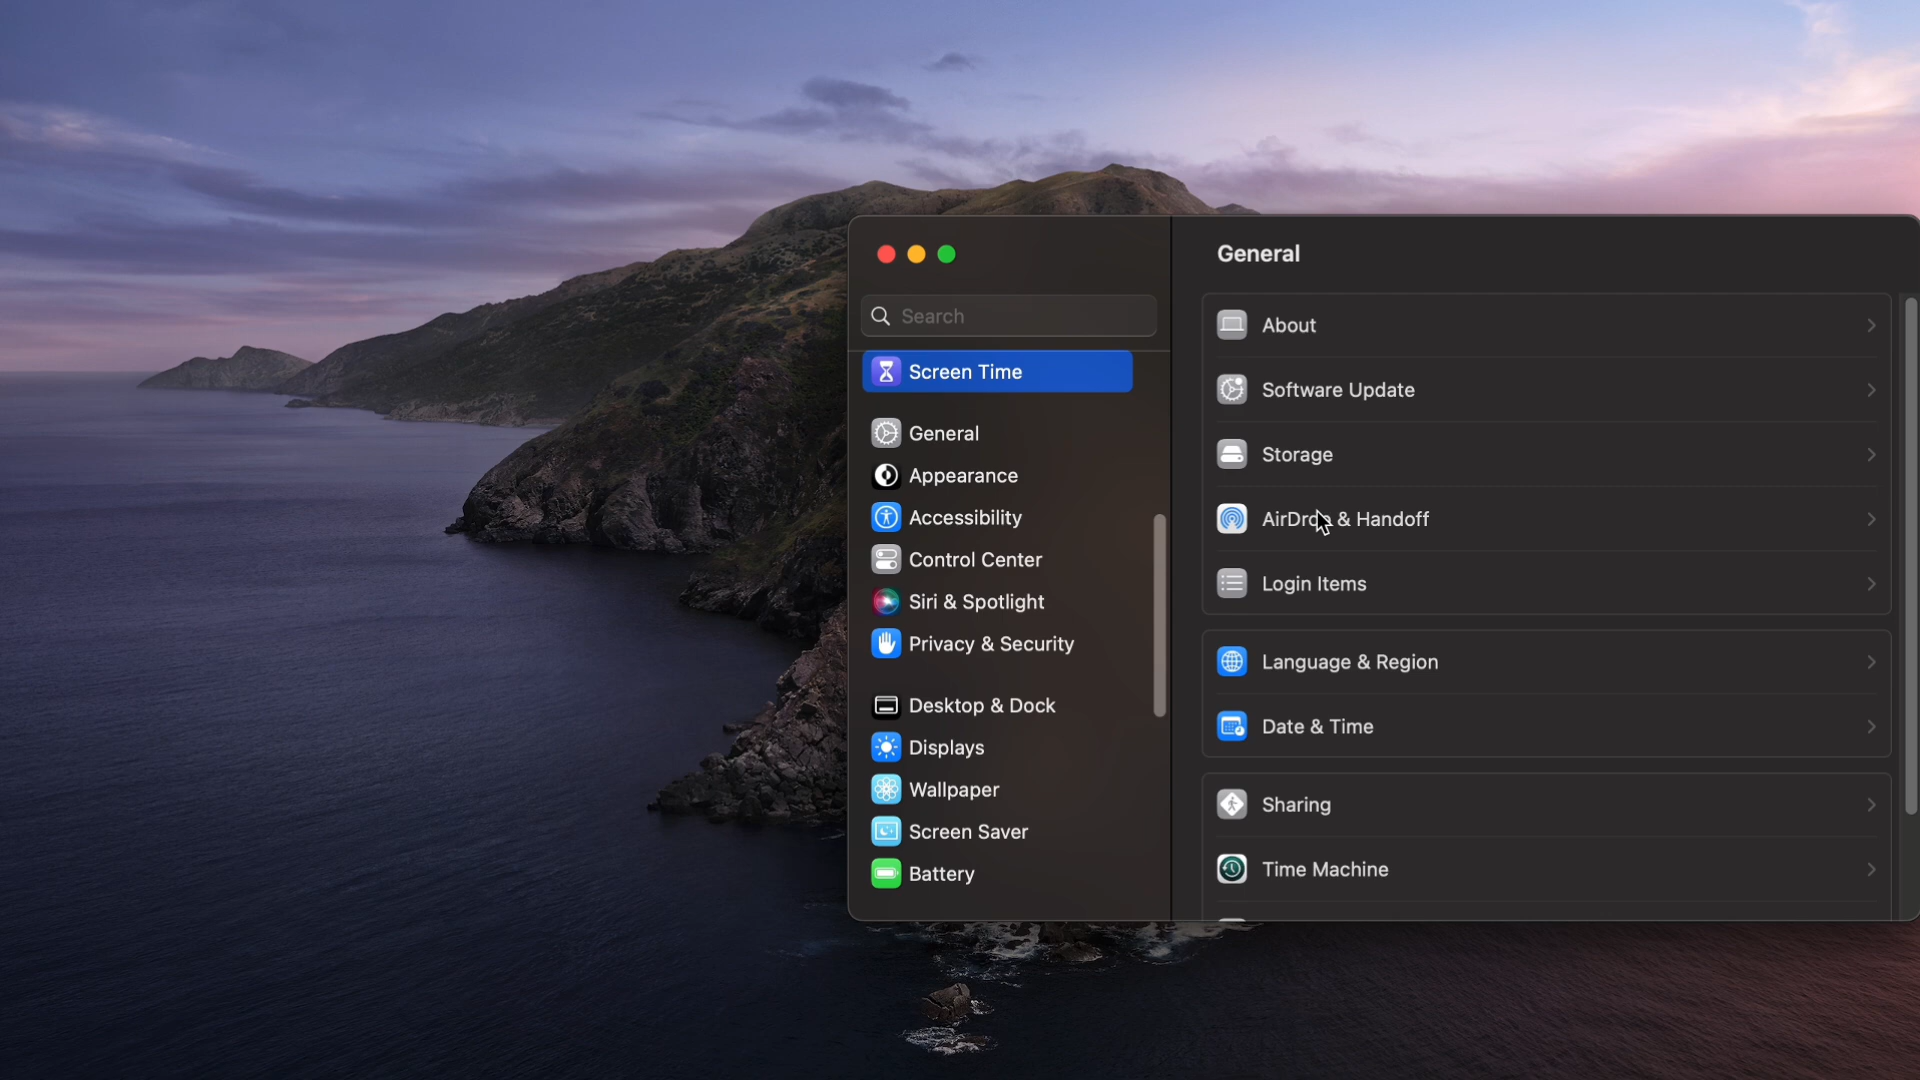 General
Search
Screen Time
General
Appearance
Accessibility
Control Center
Siri & Spotlight
Privacy & Security
Desktop & Dock
Displays
Wallpaper
Screen Saver
Battery
About
Software Update
Storage
AirDrop & Handoff
Login Items
Language & Region
Date & Time
Sharing
Time Machine